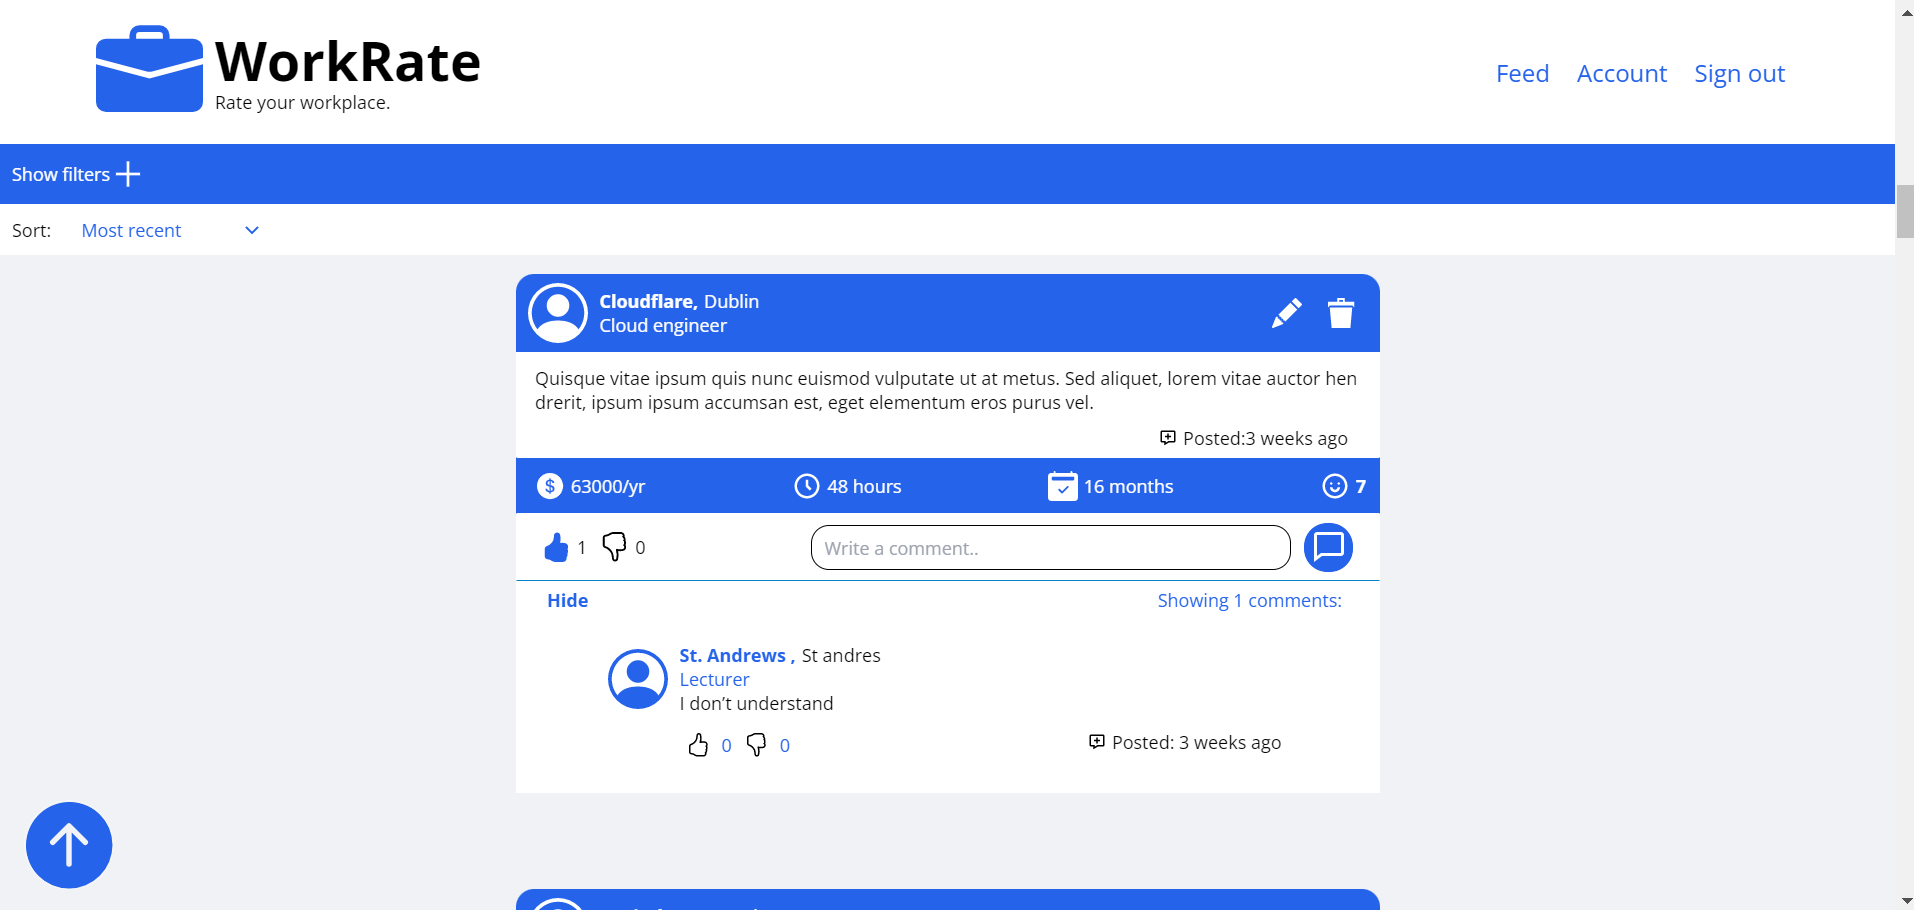 WorkRate
Rate your workplace.
Feed Account Sign out
Show filters
Sort: Most recent
Cloudflare, Dublin
Cloud engineer
Quisque vitae ipsum quis nunc euismod vulputate ut at metus. Sed aliquet, lorem vitae auctor hen
drerit, ipsum ipsum accumsan est, eget elementum eros purus vel.
Posted:3 weeks ago
$ 63000/yr 48 hours 16 months 7
1 0 Write a comment..
Hide Showing 1 comments:
St. Andrews , St andres
Lecturer
I don’t understand
0 0 Posted: 3 weeks ago